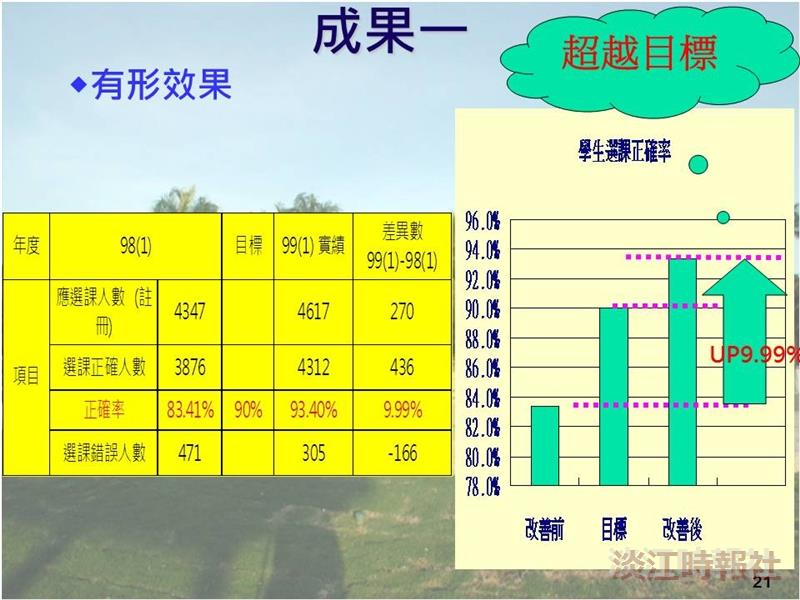 成果一
超越目標
◆有形效果
年度 98(1) 目標 99(1) 實績 差異數
99(1)-98(1)
項目
應選課人數 (註
冊) 4347 4617 270
選課正確人數 3876 4312 436
正確率 83.41% 90% 93.40% 9.99%
選課錯誤人數 471 305 -166
學生選課正確率
96.0%
94.0%
92.0%
90.0%
88.0%
86.0%
84.0%
82.0%
80.0%
78.0%
UP9.99%
改善前 目標 改善後
淡江時報社
21